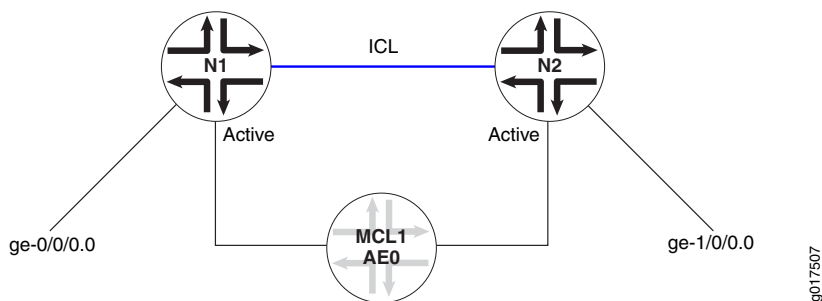 ICL
N1
N2
Active
Active
MCL1
AE0
ge-0/0/0.0
ge-1/0/0.0
g017507